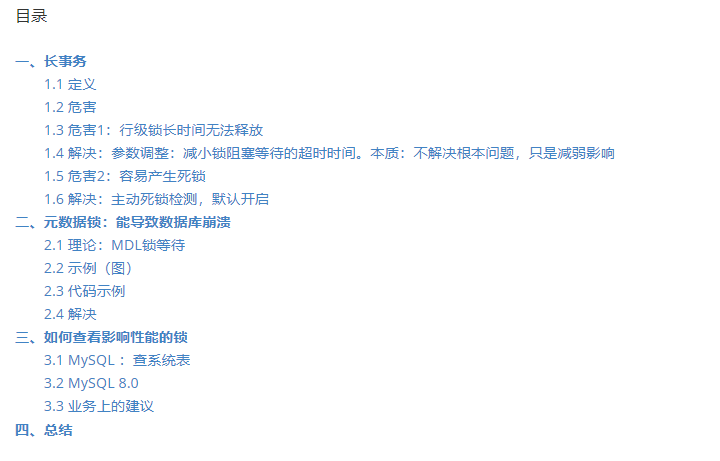 目录
一、长事务
1.1 定义
1.2 危害
1.3 危害1：行级锁长时间无法释放
1.4 解决：参数调整：减小锁阻塞等待的超时时间。本质：不解决根本问题，只是减弱影响
1.5 危害2：容易产生死锁
1.6 解决：主动死锁检测，默认开启
二、元数据锁：能导致数据库崩溃
2.1 理论：MDL锁等待
2.2 示例（图）
2.3 代码示例
2.4 解决
三、如何查看影响性能的锁
3.1 MySQL ：查系统表
3.2 MySQL 8.0
3.3 业务上的建议
四、总结